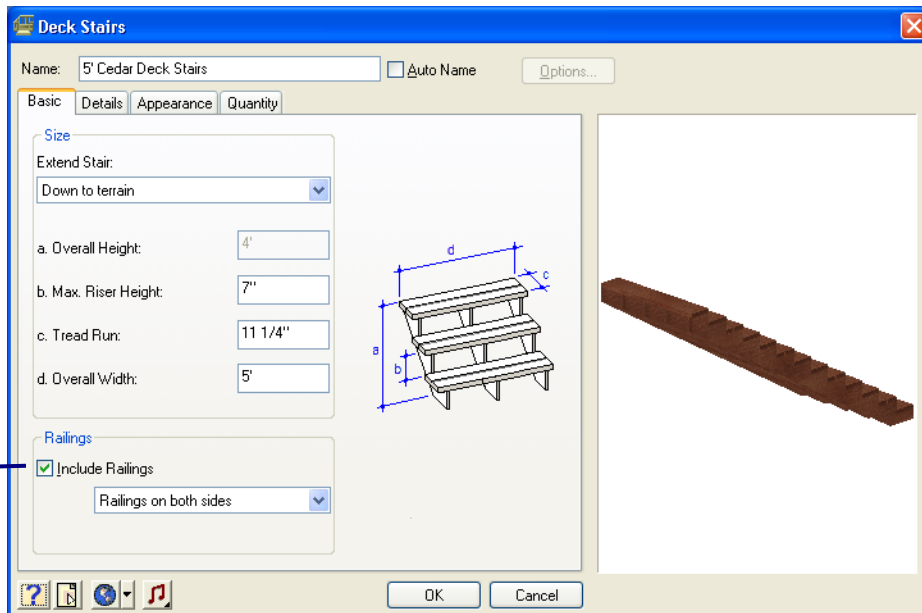 Deck Stairs
Name: 5' Cedar Deck Stairs Auto Name Options...
Basic Details Appearance Quantity
Size
Extend Stair:
Down to terrain
a. Overall Height: 4'
b. Max. Riser Height: 7"
c. Tread Run: 11 1/4"
d. Overall Width: 5'
d
c
a
b
Railings
Include Railings
Railings on both sides
OK Cancel